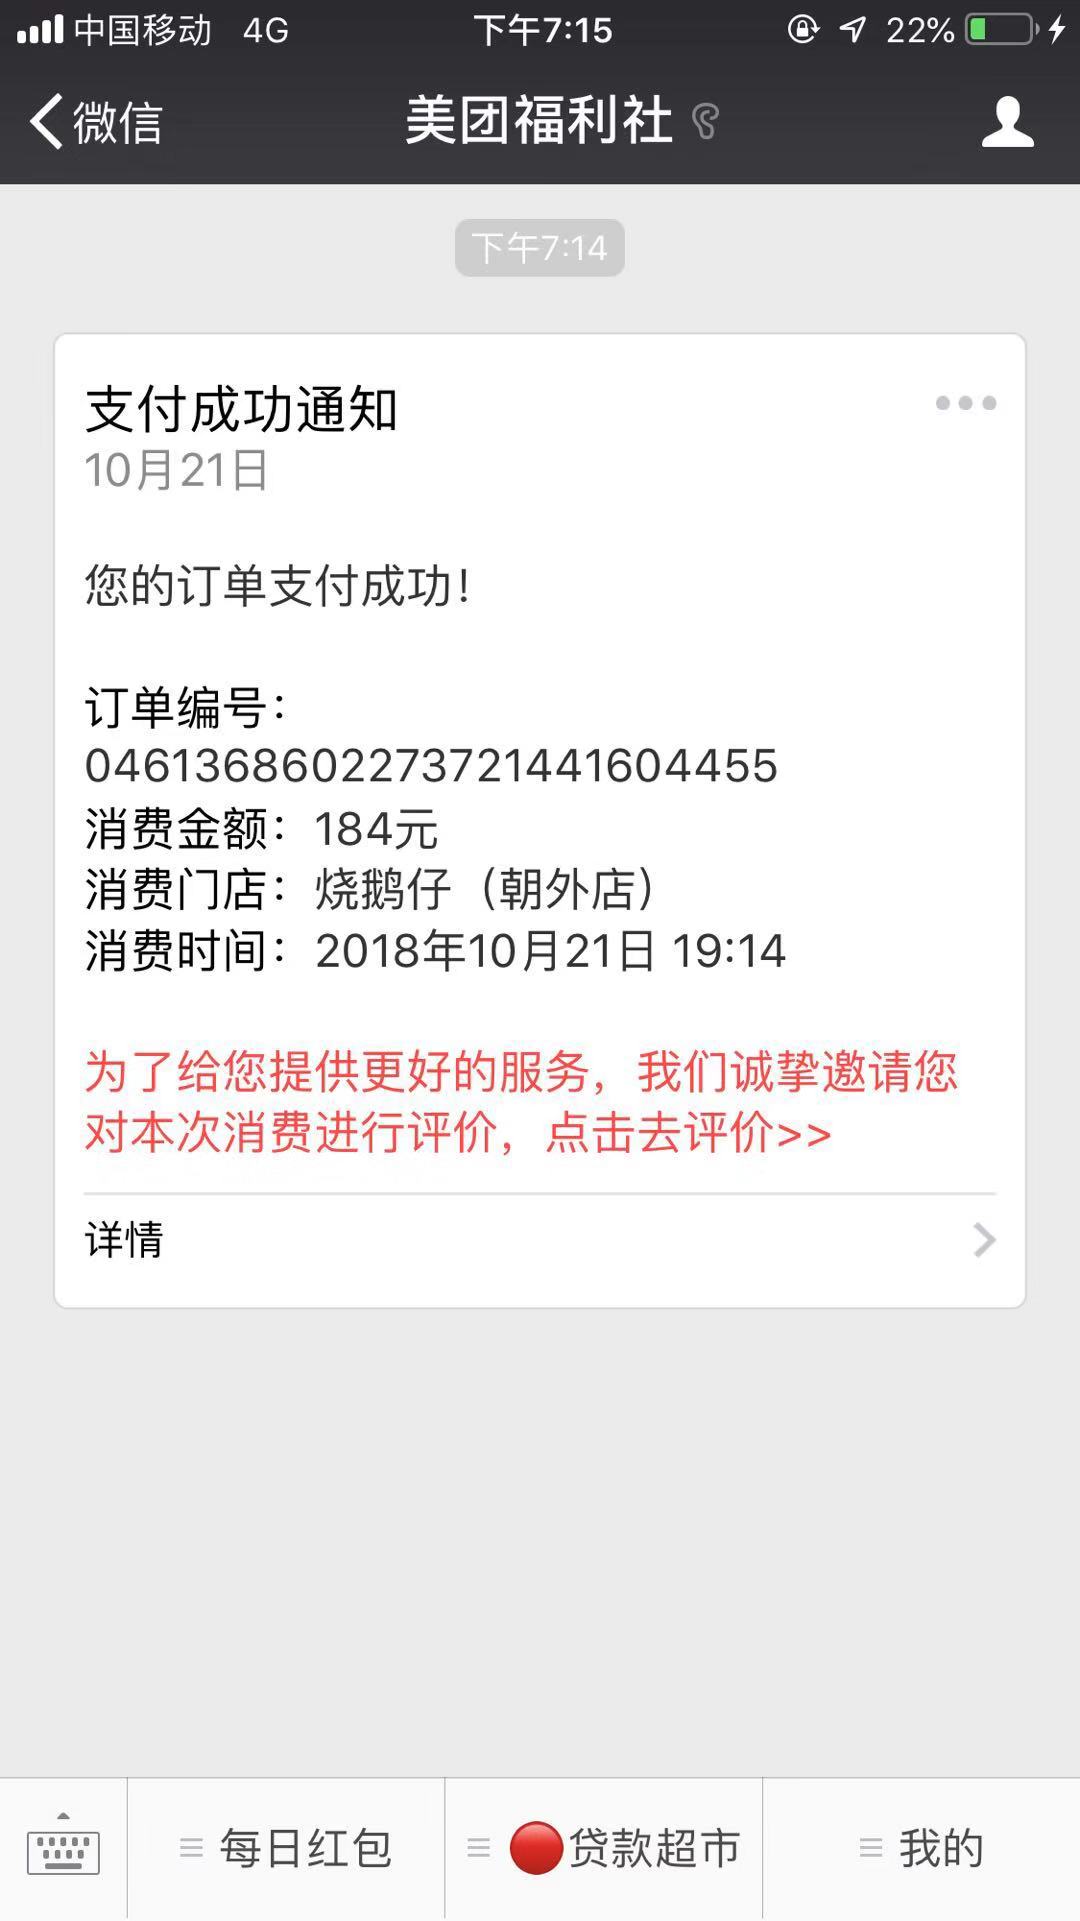 中国移动 4G 下午7:15 22%
微信 美团福利社
下午7:14
支付成功通知
10月21日
您的订单支付成功！
订单编号：
0461368602273721441604455
消费金额：184元
消费门店：烧鹅仔（朝外店）
消费时间：2018年10月21日 19:14
为了给您提供更好的服务，我们诚挚邀请您
对本次消费进行评价，点击去评价>>
详情
每日红包 贷款超市 我的